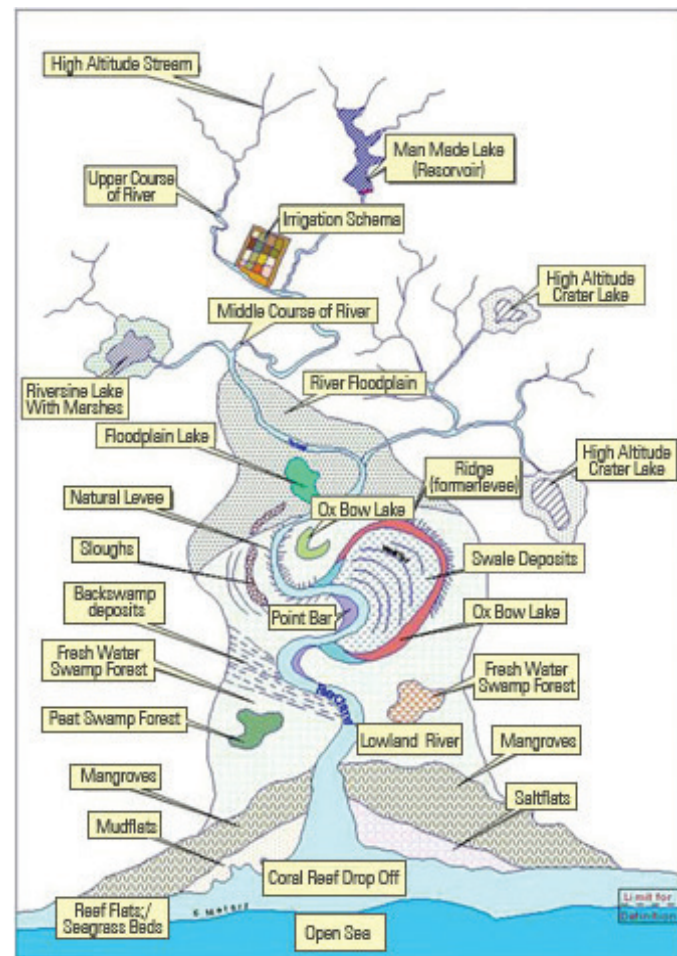 High Altitude Streem
Man Made Lake
(Resorvoir)
Upper Course
of River
Irrigation Schema
High Altitude
Crater Lake
Middle Course of River
Riversine Lake
With Marshes
River Floodplain
Floodplain Lake
High Altitude
Crater Lake
Ridge
(formerlevee)
Natural Levee
Ox Bow Lake
Sloughs
Swale Deposits
Backswamp
deposits
Point Bar
Ox Bow Lake
Fresh Water
Swamp Forest
Fresh Water
Swamp Forest
Peat Swamp Forest
Lowland River
Mangroves
Mangroves
Saltflats
Mudflats
Coral Reef Drop Off
Reef Flats;/
Seagrass Beds
6 Meters
Limit for
Definition
Open Sea